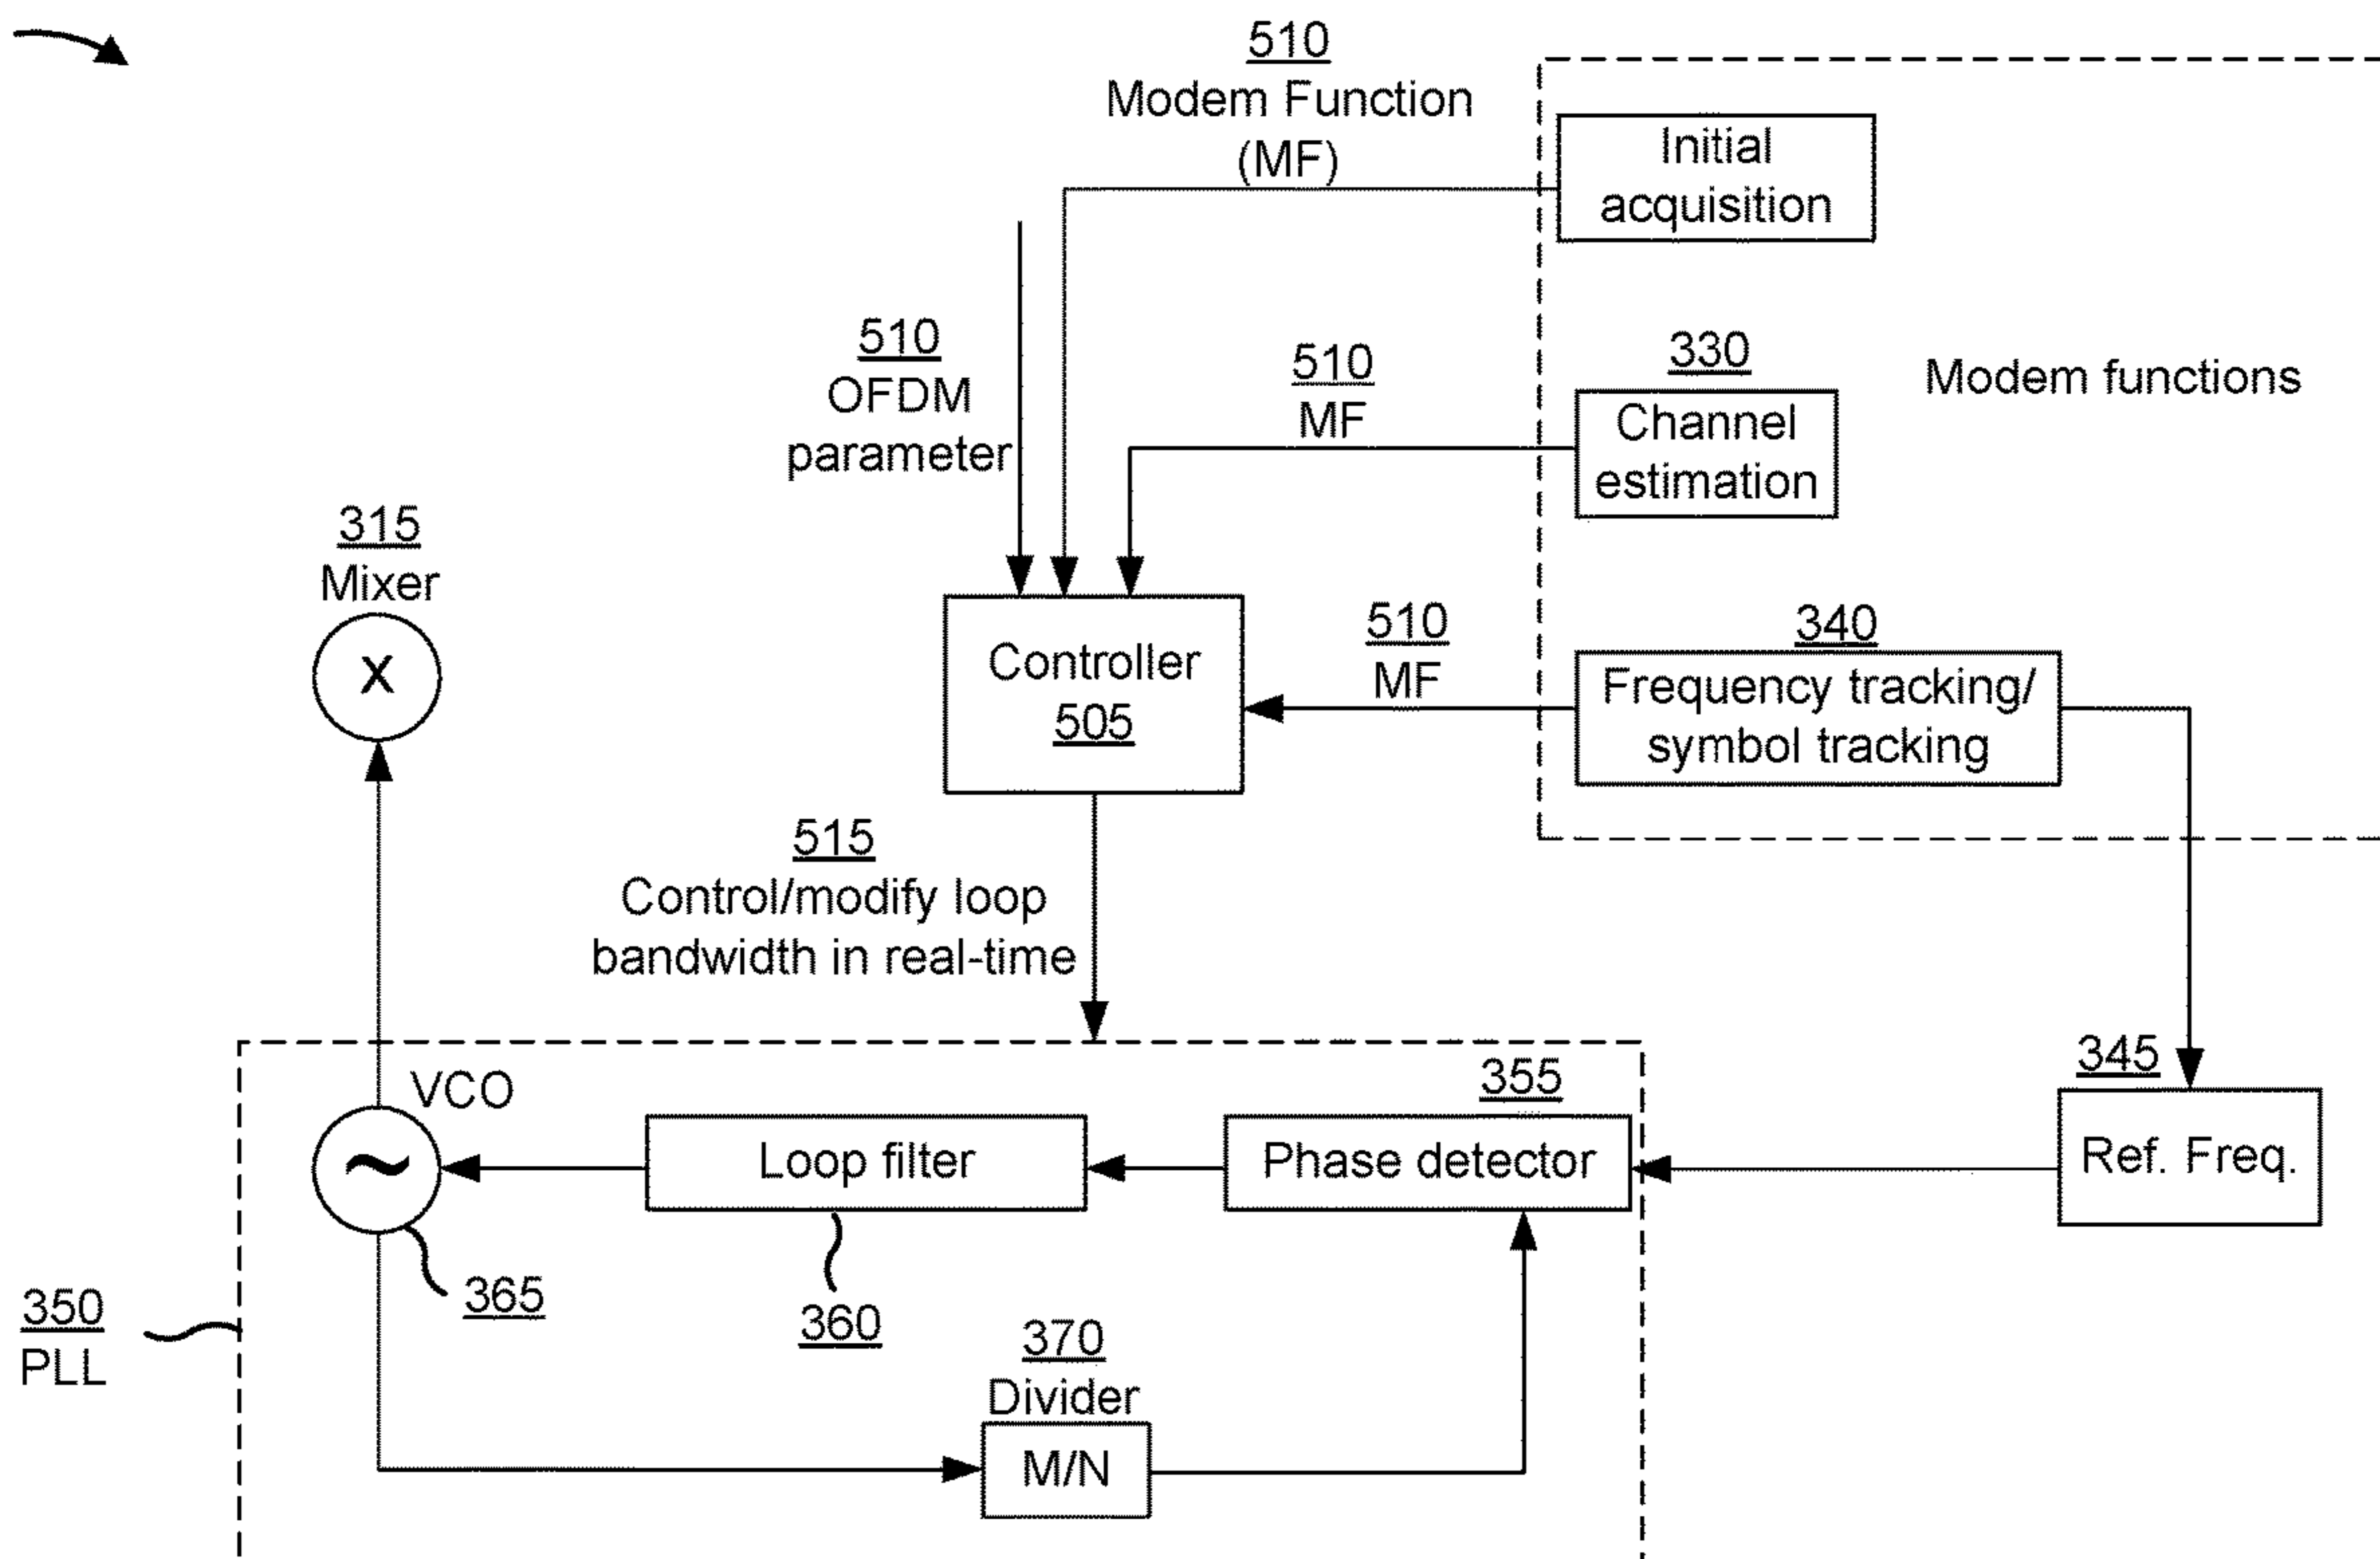 510
Modem Function
(MF)
Initial
acquisition
510
OFDM
parameter
510
MF
330
Channel
estimation
Modem functions
315
Mixer
X
Controller
505
510
MF
340
Frequency tracking/
symbol tracking
515
Control/modify loop
bandwidth in real-time
345
Ref. Freq.
VCO
~
Loop filter
355
Phase detector
365
360
350
PLL
370
Divider
M/N